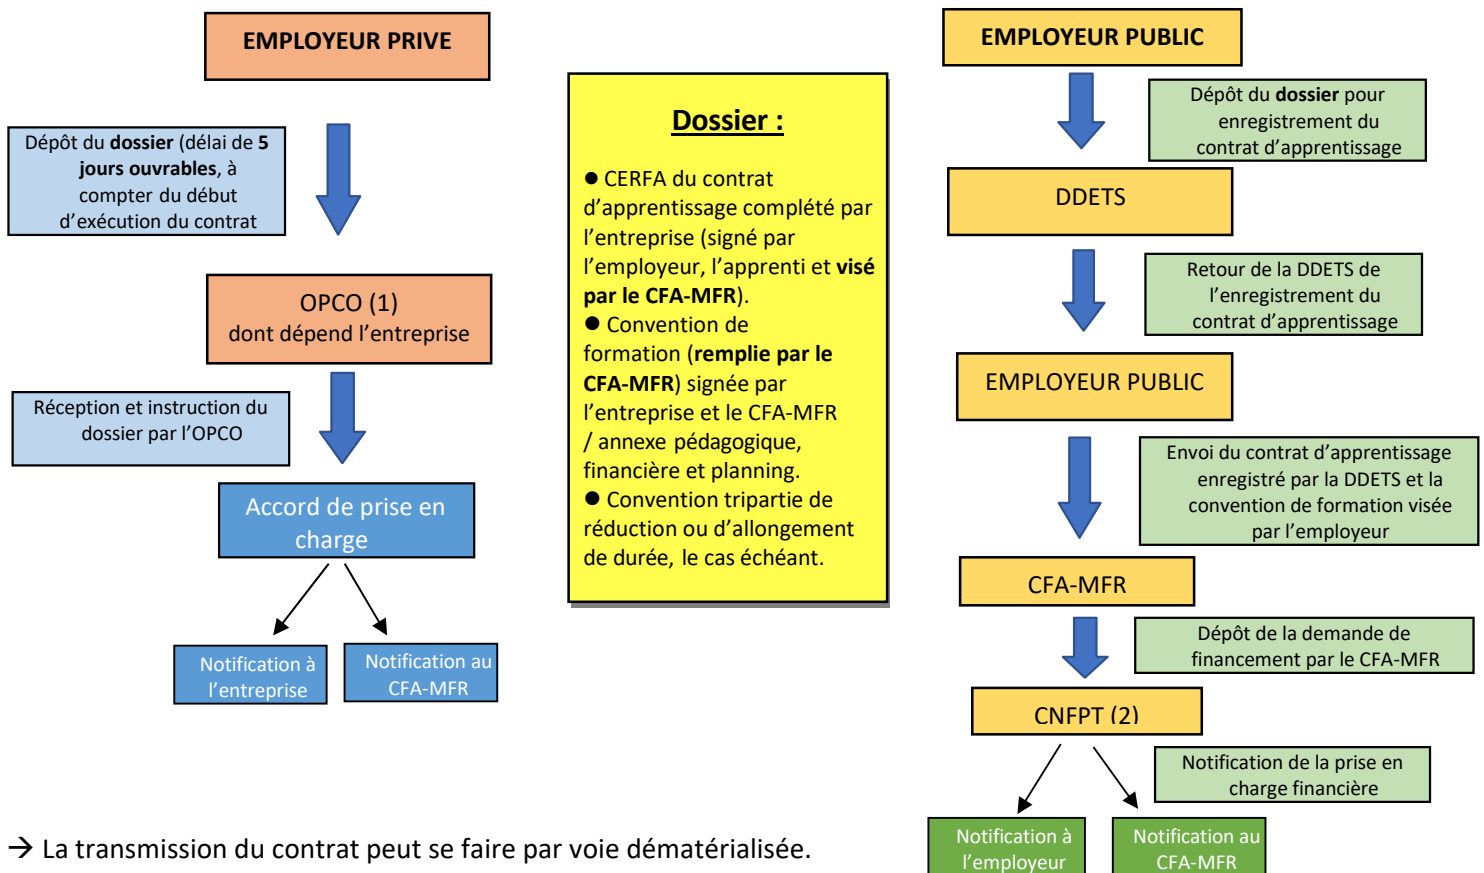 EMPLOYEUR PRIVE
Dépôt du dossier (délai de 5
jours ouvrables, à
compter du début
d’exécution du contrat
OPCO (1)
dont dépend l’entreprise
Réception et instruction du
dossier par l’OPCO
Accord de prise en
charge
Notification à
l’entreprise
Notification au
CFA-MFR
Dossier :
● CERFA du contrat
d’apprentissage complété par
l’entreprise (signé par
l’employeur, l’apprenti et visé
par le CFA-MFR).
● Convention de
formation (remplie par le
CFA-MFR) signée par
l’entreprise et le CFA-MFR
/ annexe pédagogique,
financière et planning.
● Convention tripartie de
réduction ou d’allongement
de durée, le cas échéant.
EMPLOYEUR PUBLIC
Dépôt du dossier pour
enregistrement du
contrat d’apprentissage
DDETS
Retour de la DDETS de
l’enregistrement du
contrat d’apprentissage
EMPLOYEUR PUBLIC
Envoi du contrat d’apprentissage
enregistré par la DDETS et la
convention de formation visée
par l’employeur
CFA-MFR
Dépôt de la demande de
financement par le CFA-MFR
CNFPT (2)
Notification de la prise en
charge financière
Notification à
l’employeur
Notification au
CFA-MFR
→ La transmission du contrat peut se faire par voie dématérialisée.